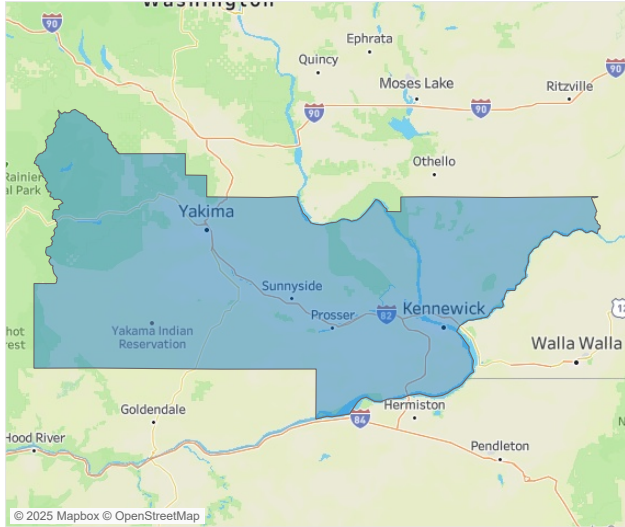 Washington
90
Ephrata
Quincy
Moses Lake
90
Ritzville
90
90
Othello
Rainier
al Park
Yakima
Sunnyside
Prosser
82
Kennewick
12
Yakama Indian
Reservation
hot
rest
Walla Walla
Goldendale
Hermiston
84
Hood River
Pendleton
N
© 2025 Mapbox © OpenStreetMap